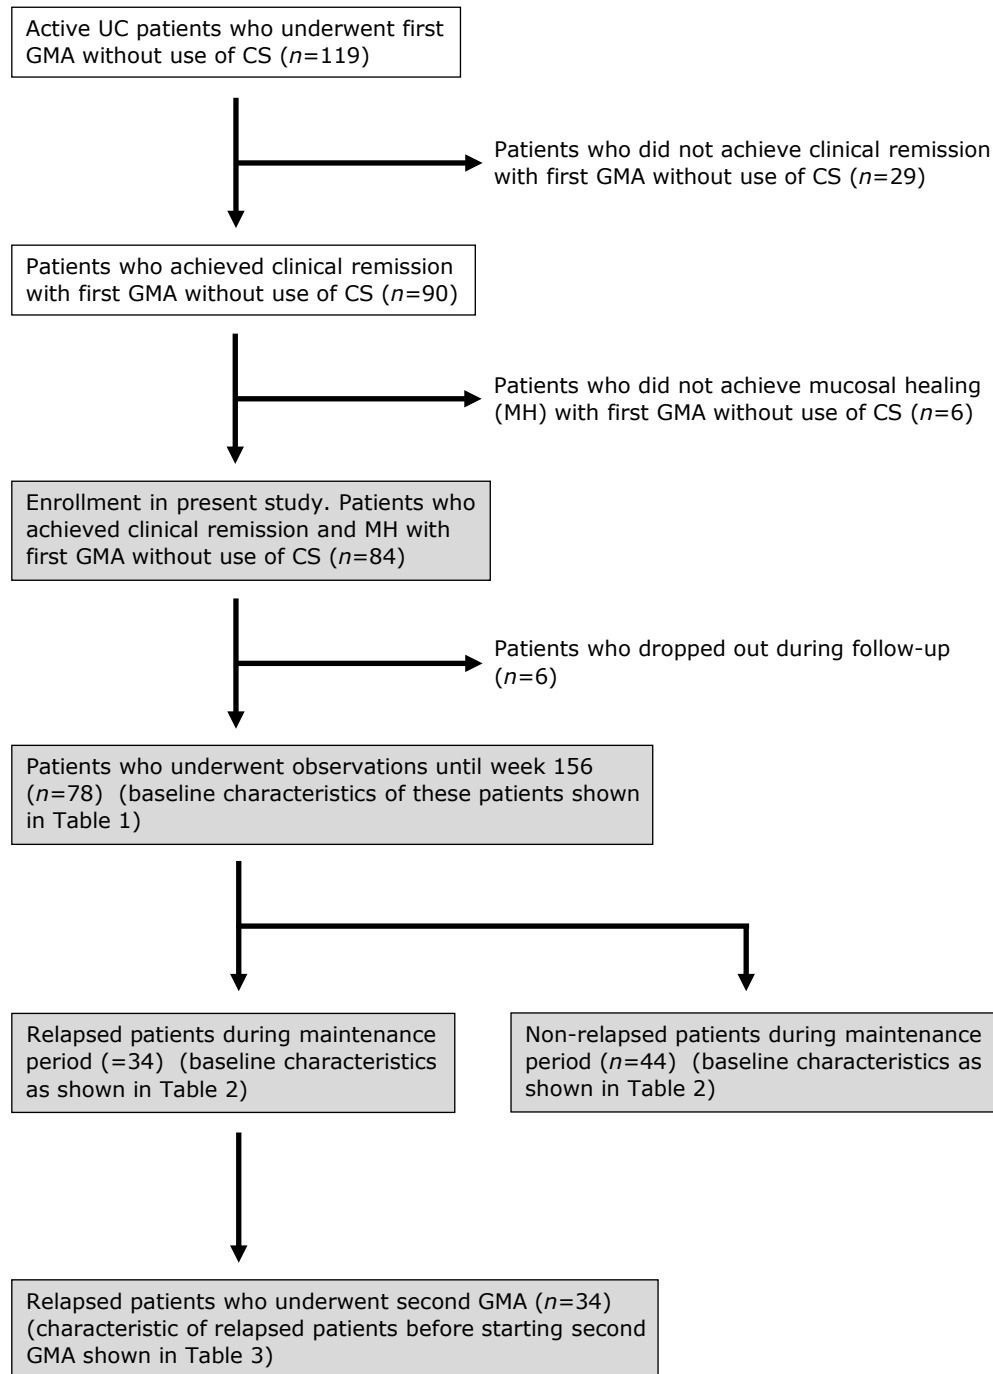 Active UC patients who underwent first
GMA without use of CS (n=119)
Patients who did not achieve clinical remission
with first GMA without use of CS (n=29)
Patients who achieved clinical remission
with first GMA without use of CS (n=90)
Patients who did not achieve mucosal healing
(MH) with first GMA without use of CS (n=6)
Enrollment in present study. Patients who
achieved clinical remission and MH with
first GMA without use of CS (n=84)
Patients who dropped out during follow-up
(n=6)
Patients who underwent observations until week 156
(n=78) (baseline characteristics of these patients shown
in Table 1)
Relapsed patients during maintenance
period (=34) (baseline characteristics
as shown in Table 2)
Non-relapsed patients during maintenance
period (n=44) (baseline characteristics as
shown in Table 2)
Relapsed patients who underwent second GMA (n=34)
(characteristic of relapsed patients before starting second
GMA shown in Table 3)